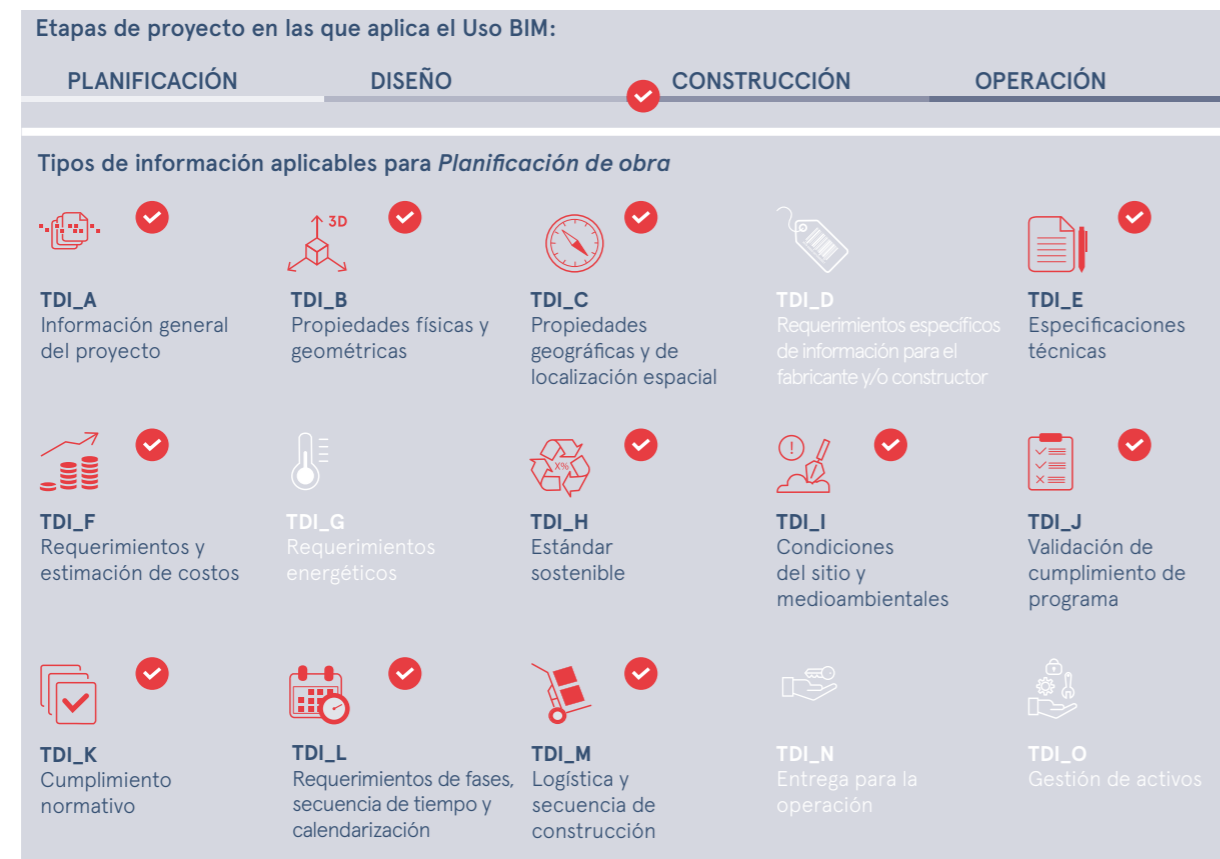 Etapas de proyecto en las que aplica el Uso BIM:
PLANIFICACIÓN DISEÑO CONSTRUCCIÓN OPERACIÓN
Tipos de información aplicables para Planificación de obra
3D
TDI_A
Información general
del proyecto
TDI_B
Propiedades físicas y
geométricas
TDI_C
Propiedades
geográficas y de
localización espacial
TDI_D
Requerimientos específicos
de información para el
fabricante y/o constructor
TDI_E
Especificaciones
técnicas
TDI_F
Requerimientos y
estimación de costos
TDI_G
Requerimientos
energéticos
X%
TDI_H
Estándar
sostenible
TDI_I
Condiciones
del sitio y
medioambientales
TDI_J
Validación de
cumplimiento de
programa
TDI_K
Cumplimiento
normativo
TDI_L
Requerimientos de fases,
secuencia de tiempo y
calendarización
TDI_M
Logística y
secuencia de
construcción
TDI_N
Entrega para la
operación
TDI_O
Gestión de activos